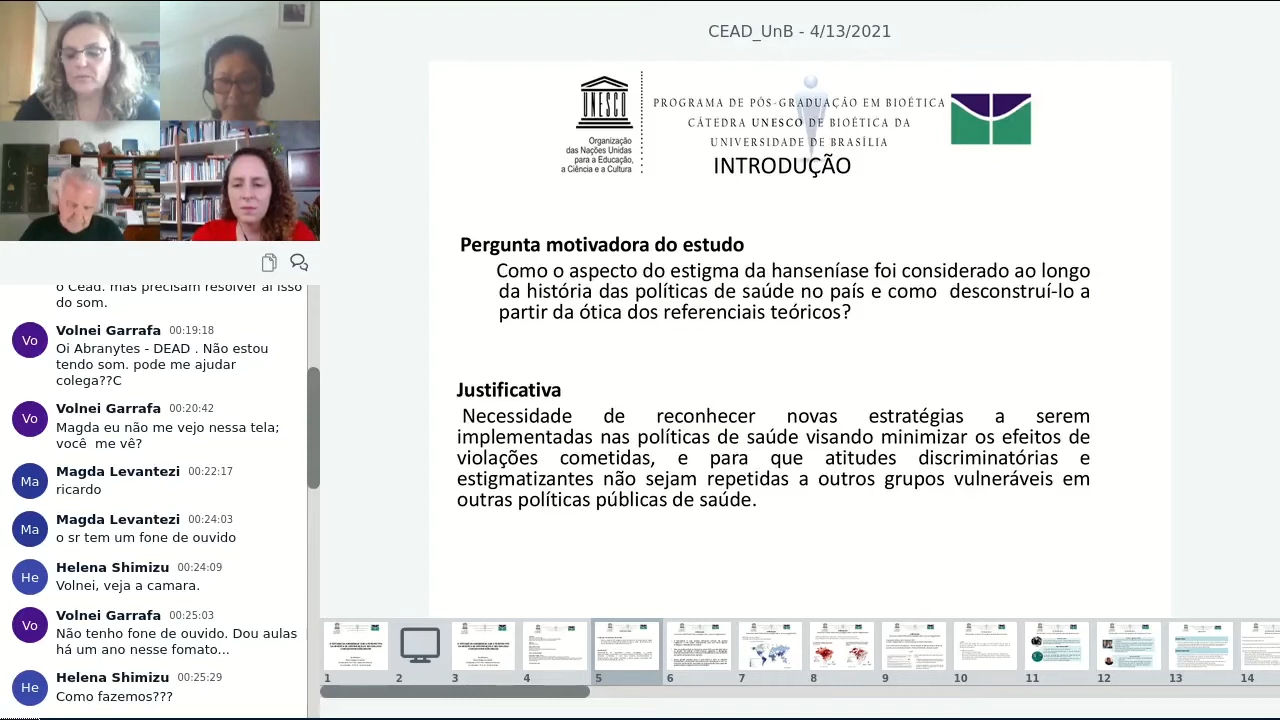 CEAD_UnB - 4/13/2021
UNESCO
Organização
das Nações Unidas
para a Educação,
a Ciência e a Cultura
PROGRAMA DE PÓS-GRADUAÇÃO EM BIOÉTICA
CÁTEDRA UNESCO DE BIOÉTICA DA
UNIVERSIDADE DE BRASÍLIA
INTRODUÇÃO
Pergunta motivadora do estudo
Como o aspecto do estigma da hanseníase foi considerado ao longo
da história das políticas de saúde no país e como desconstruí-lo a
partir da ótica dos referenciais teóricos?
Justificativa
Necessidade de reconhecer novas estratégias a serem
implementadas nas políticas de saúde visando minimizar os efeitos de
violações cometidas, e para que atitudes discriminatórias e
estigmatizantes não sejam repetidas a outros grupos vulneráveis em
outras políticas públicas de saúde.
o Cead. mas precisam resolver aí isso
do som.
Vo
Volnei Garrafa 00:19:18
Oi Abranytes - DEAD . Não estou
tendo som. pode me ajudar
colega??C
Vo
Volnei Garrafa 00:20:42
Magda eu não me vejo nessa tela;
você me vê?
Ma
Magda Levantezi 00:22:17
ricardo
Ma
Magda Levantezi 00:24:03
o sr tem um fone de ouvido
He
Helena Shimizu 00:24:09
Volnei, veja a camara.
Vo
Volnei Garrafa 00:25:03
Não tenho fone de ouvido. Dou aulas
há um ano nesse formato...
He
Helena Shimizu 00:25:29
Como fazemos???
1 2 3 4 5 6 7 8 9 10 11 12 13 14